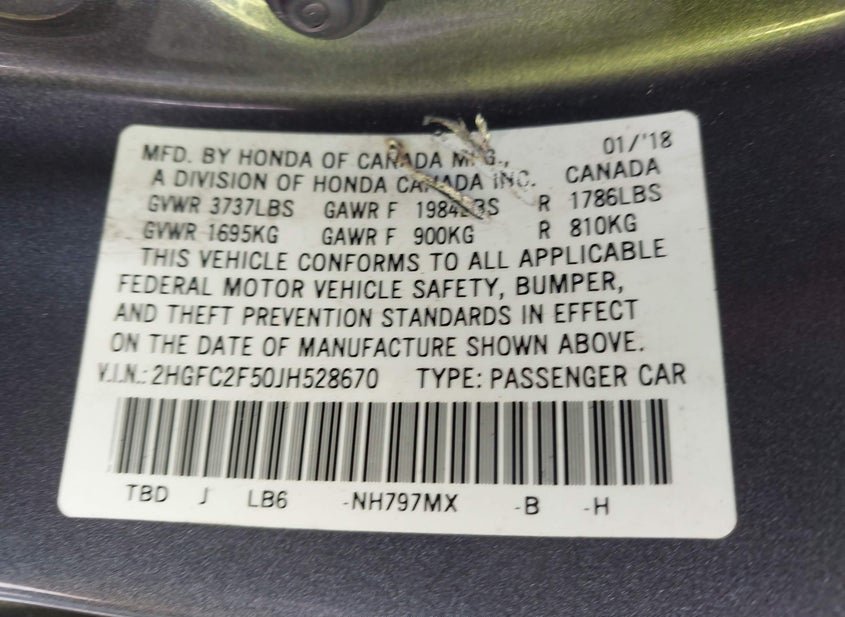 01/'18
MFD. BY HONDA OF CANADA MFG.,
A DIVISION OF HONDA CANADA INC. CANADA
GVWR 3737LBS GAWR F 1984LBS R 1786LBS
GVWR 1695KG GAWR F 900KG R 810KG
THIS VEHICLE CONFORMS TO ALL APPLICABLE
FEDERAL MOTOR VEHICLE SAFETY, BUMPER,
AND THEFT PREVENTION STANDARDS IN EFFECT
ON THE DATE OF MANUFACTURE SHOWN ABOVE.
V.I.N.: 2HGFC2F50JH528670 TYPE: PASSENGER CAR
TBD J LB6 -NH797MX -B -H